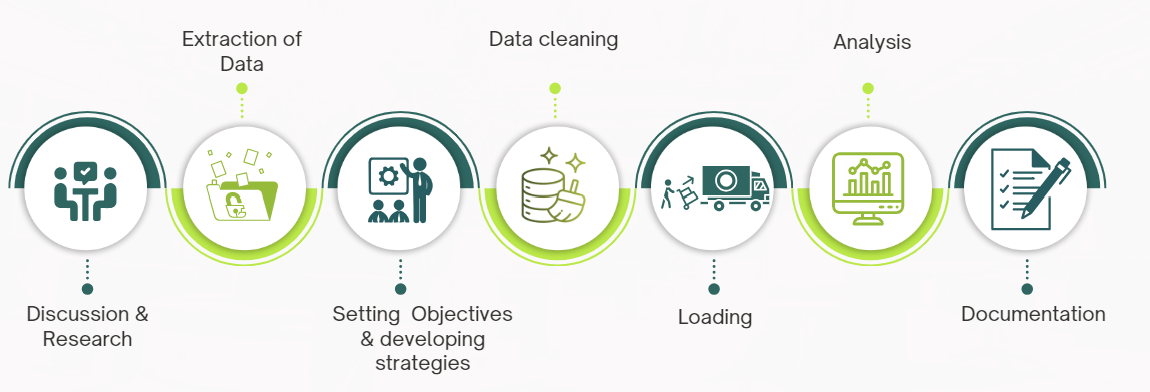 Discussion &
Research
Extraction of
Data
Setting  Objectives
& developing
strategies
Data cleaning
Loading
Analysis
Documentation